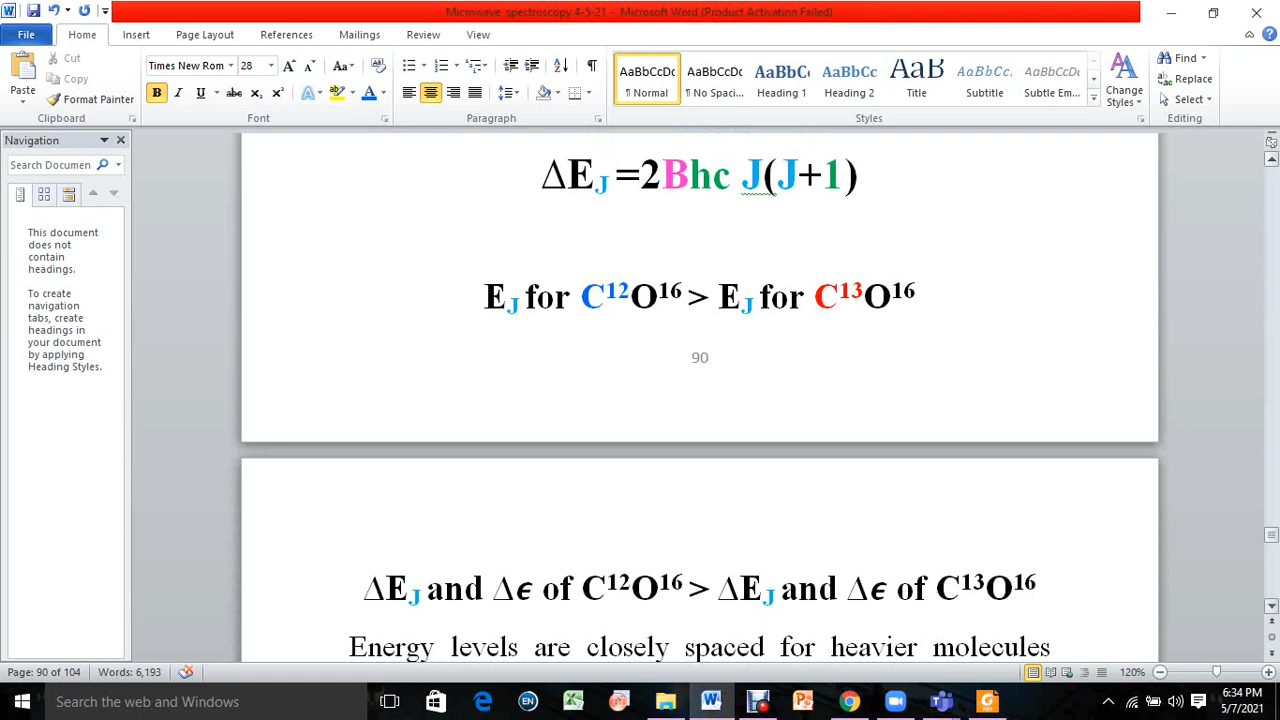 Microwave spectroscopy 4-5-21 - Microsoft Word (Product Activation Failed)
File Home Insert Page Layout References Mailings Review View
Cut
Copy
Format Painter
Paste
Clipboard
Times New Rom 28
Font
Paragraph
AaBbCcDc AaBbCcDc AaBbC AaBbCc AaB AaBbCc. AaBbCcDc
¶ Normal ¶ No Spaci... Heading 1 Heading 2 Title Subtitle Subtle Em...
Change Styles
Styles
Find
Replace
Select
Editing
Navigation
Search Documen
This document
does not
contain
headings.
To create
navigation
tabs, create
headings in
your document
by applying
Heading Styles.
ΔE_J =2Bhc J(J+1)
E_J for C¹²O¹⁶ > E_J for C¹³O¹⁶
90
ΔE_J and Δϵ of C¹²O¹⁶ > ΔE_J and Δϵ of C¹³O¹⁶
Energy levels are closely spaced for heavier molecules
Page: 90 of 104 Words: 6,193 120%
Search the web and Windows
6:34 PM
5/7/2021